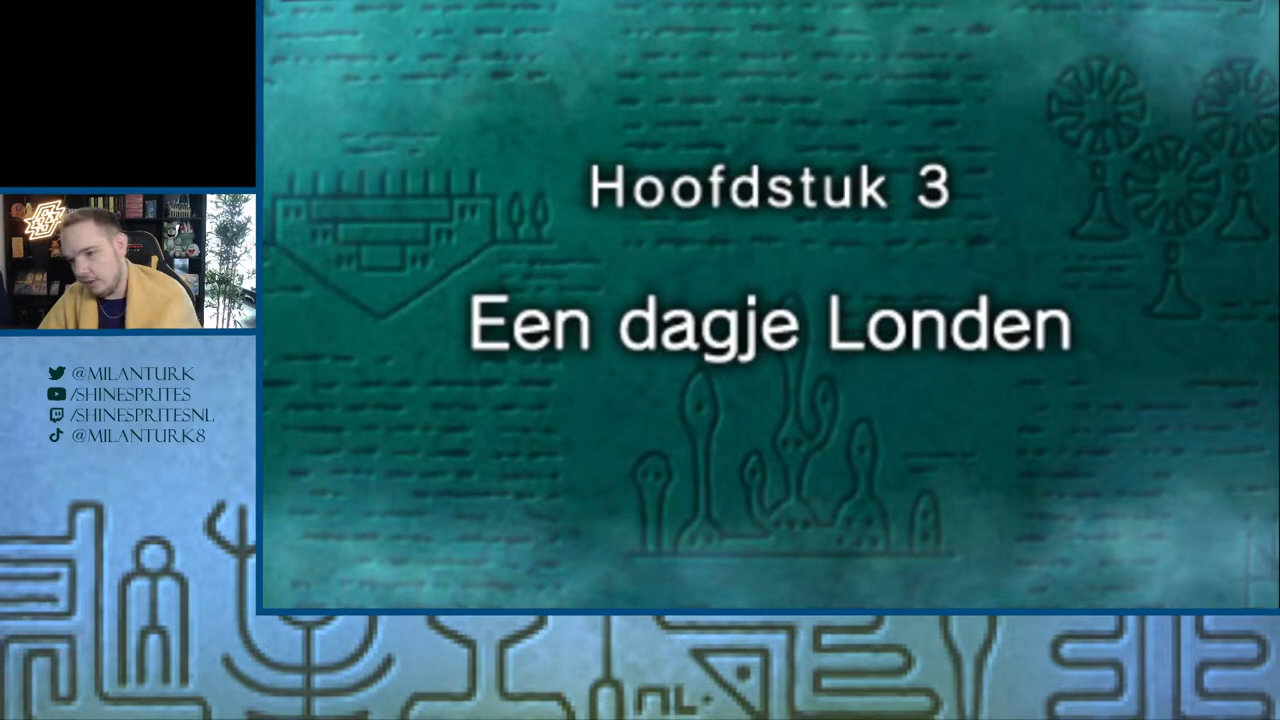 Hoofdstuk 3
Een dagje Londen
@MILANTURK
/SHINESPRITES
/SHINESPRITESNL
@MILANTURK8